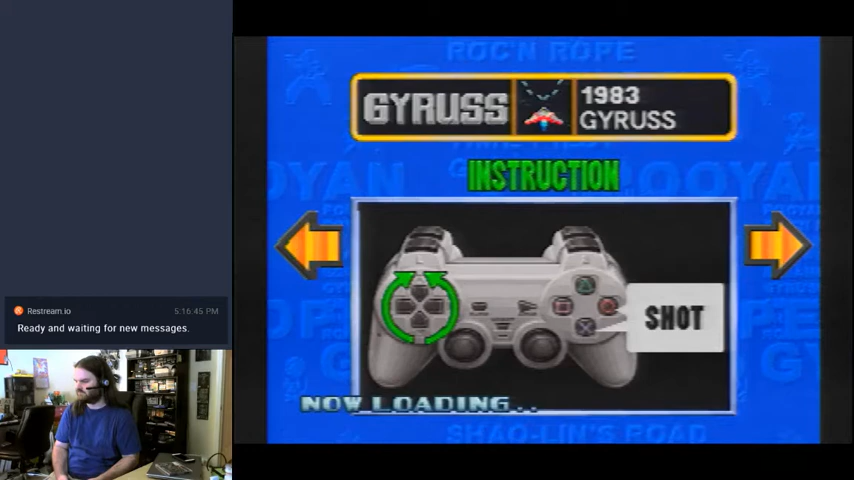 ROC'N ROPE
GYRUSS
1983
GYRUSS
INSTRUCTION
POOYAN
SHOT
NOW LOADING..
SHAO-LIN'S ROAD
Restream.io
5:16:45 PM
Ready and waiting for new messages.